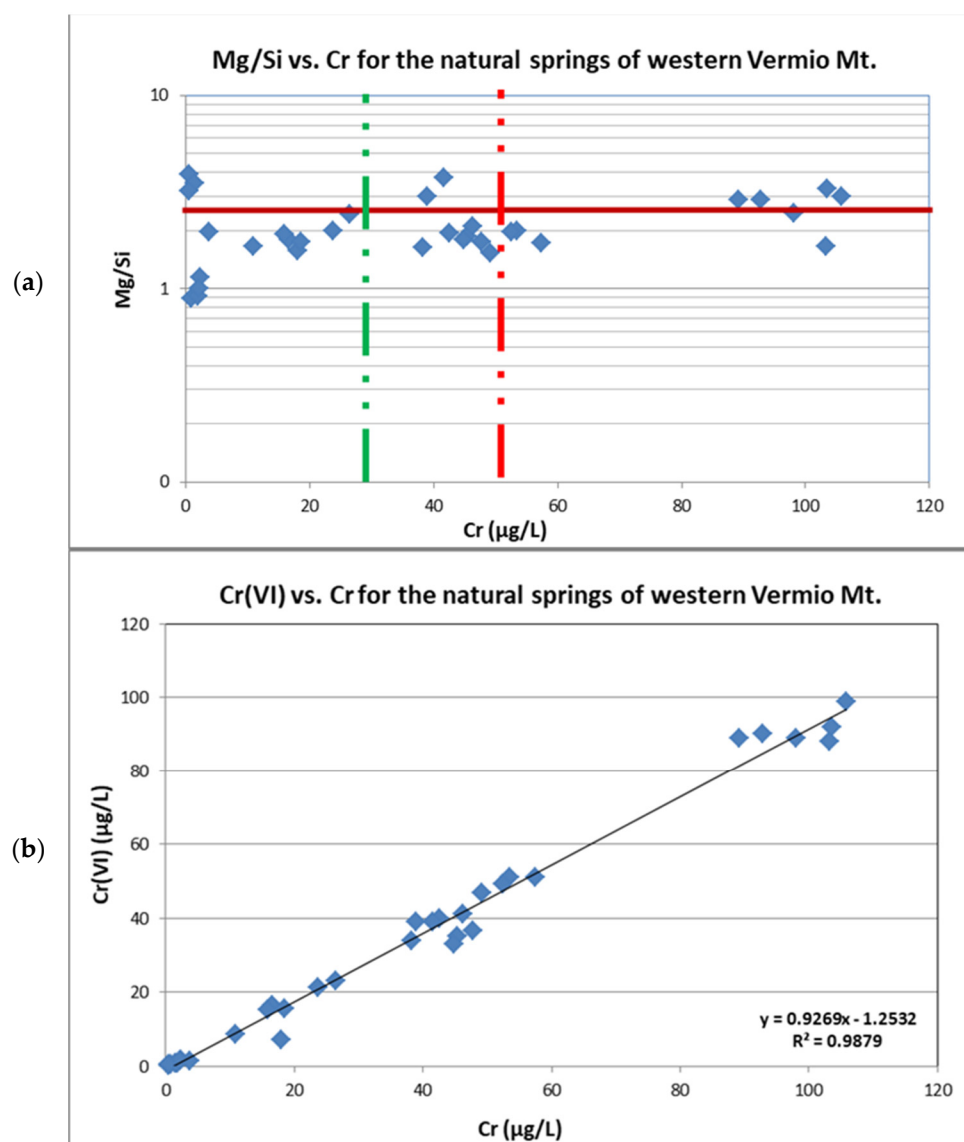 Mg/Si vs. Cr for the natural springs of western Vermio Mt.
10
1
0
Mg/Si
(a)
0 20 40 60 80 100 120
Cr (µg/L)
Cr(VI) vs. Cr for the natural springs of western Vermio Mt.
120
100
80
60
40
20
0
Cr(VI) (µg/L)
(b)
y = 0.9269x - 1.2532
R² = 0.9879
0 20 40 60 80 100 120
Cr (µg/L)